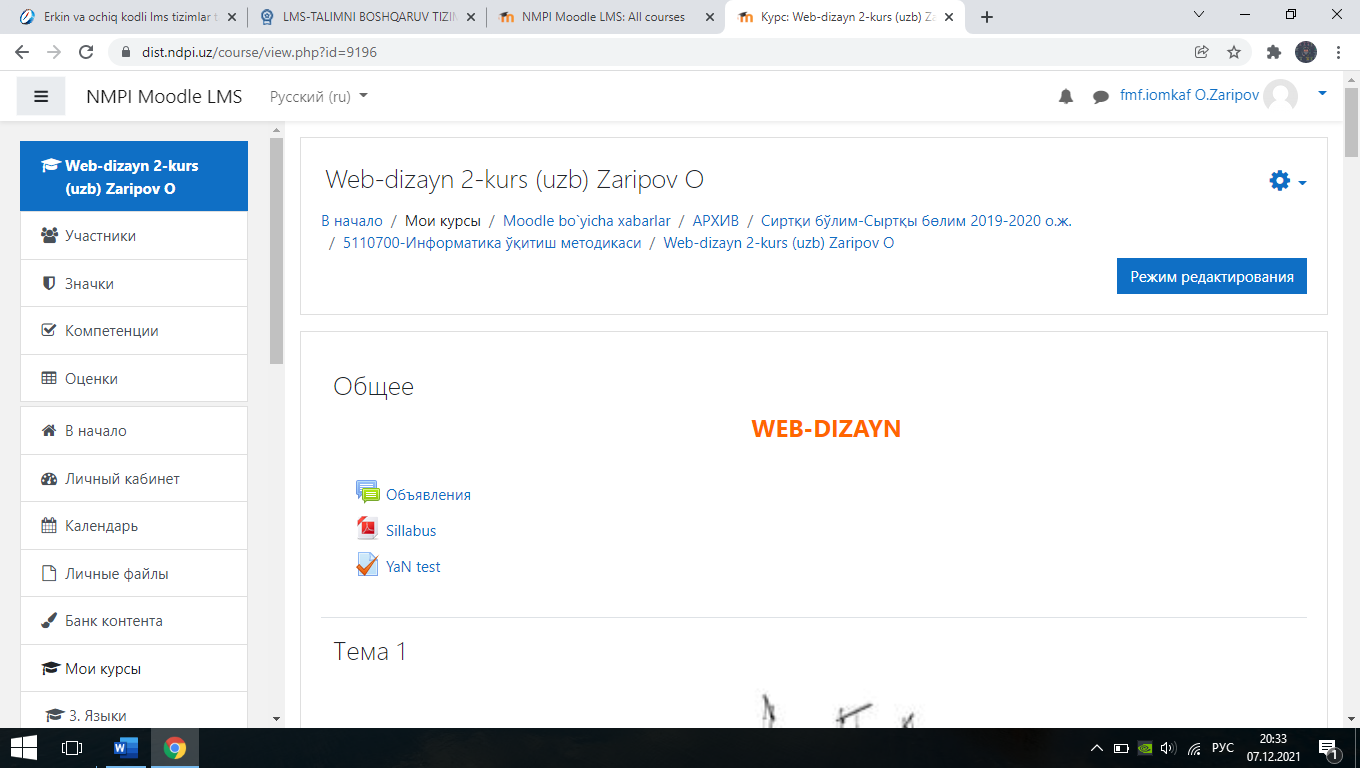 Erkin va ochiq kodli lms tizimlar t
LMS-TALIMNI BOSHQARUV TIZIM
NMPI Moodle LMS: All courses
Курс: Web-dizayn 2-kurs (uzb) Za
dist.ndpi.uz/course/view.php?id=9196
NMPI Moodle LMS
Русский (ru)
fmf.iomkaf O.Zaripov
Web-dizayn 2-kurs
(uzb) Zaripov O
Участники
Значки
Компетенции
Оценки
В начало
Личный кабинет
Календарь
Личные файлы
Банк контента
Мои курсы
3. Языки
Web-dizayn 2-kurs (uzb) Zaripov O
В начало / Мои курсы / Moodle bo`yicha xabarlar / АРХИВ / Сиртқи бўлим-Сыртқы бөлим 2019-2020 о.ж.
/ 5110700-Информатика ўқитиш методикаси / Web-dizayn 2-kurs (uzb) Zaripov O
Режим редактирования
Общее
WEB-DIZAYN
Объявления
Sillabus
YaN test
Тема 1
РУС
20:33
07.12.2021
1